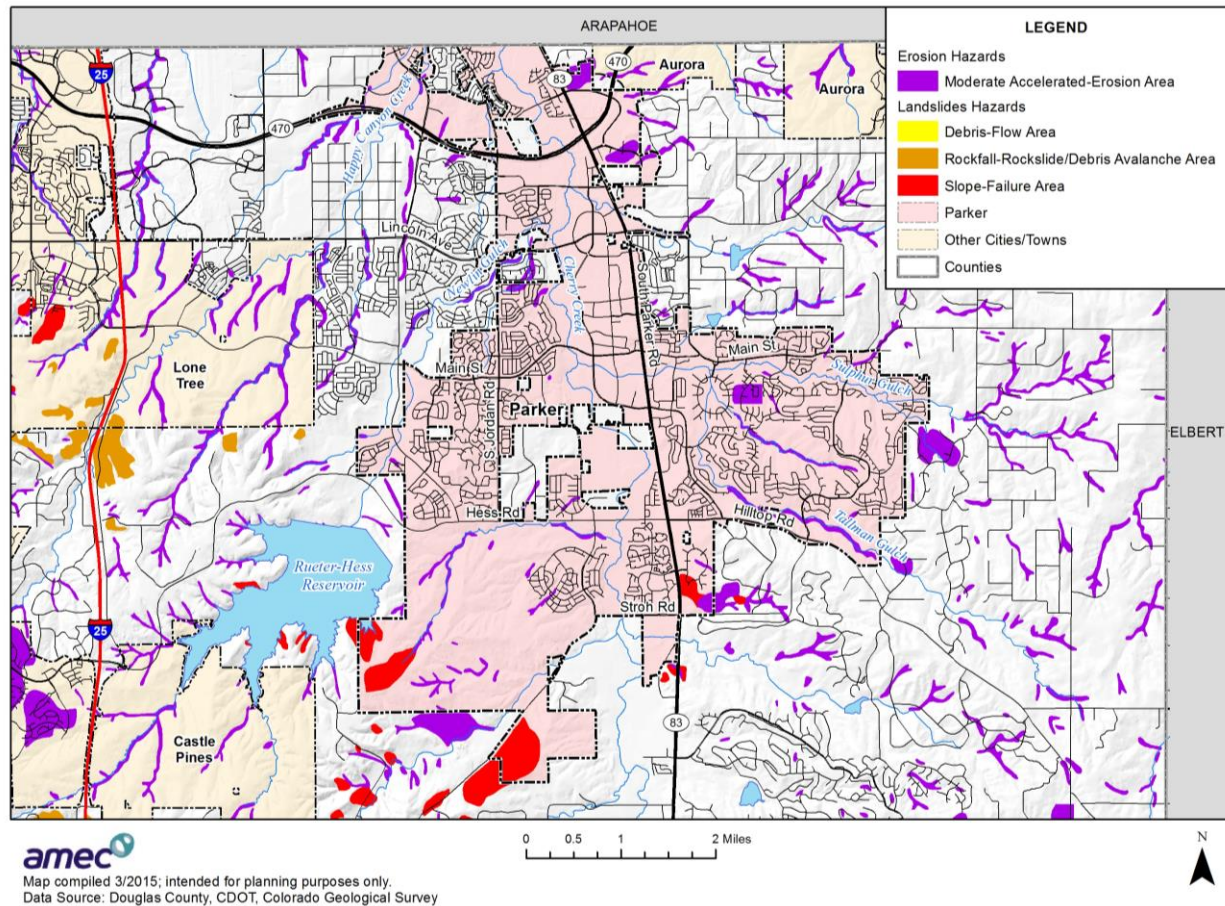 ARAPAHOE
LEGEND
Erosion Hazards
Moderate Accelerated-Erosion Area
Landslides Hazards
Debris-Flow Area
Rockfall-Rockslide/Debris Avalanche Area
Slope-Failure Area
Parker
Other Cities/Towns
Counties
25
83
470
Aurora
Aurora
470
Happy Canyon Creek
Lincoln Ave
Newlin Gulch
Cherry Creek
South Parker Rd
Lone
Tree
Main St
Main St
Sulphur Gulch
Parker
S Jordan Rd
ELBERT
Hess Rd
Hilltop Rd
Tallman Gulch
Rueter-Hess
Reservoir
Stroh Rd
25
83
Castle
Pines
amec
0 0.5 1 2 Miles
N
Map compiled 3/2015; intended for planning purposes only.
Data Source: Douglas County, CDOT, Colorado Geological Survey